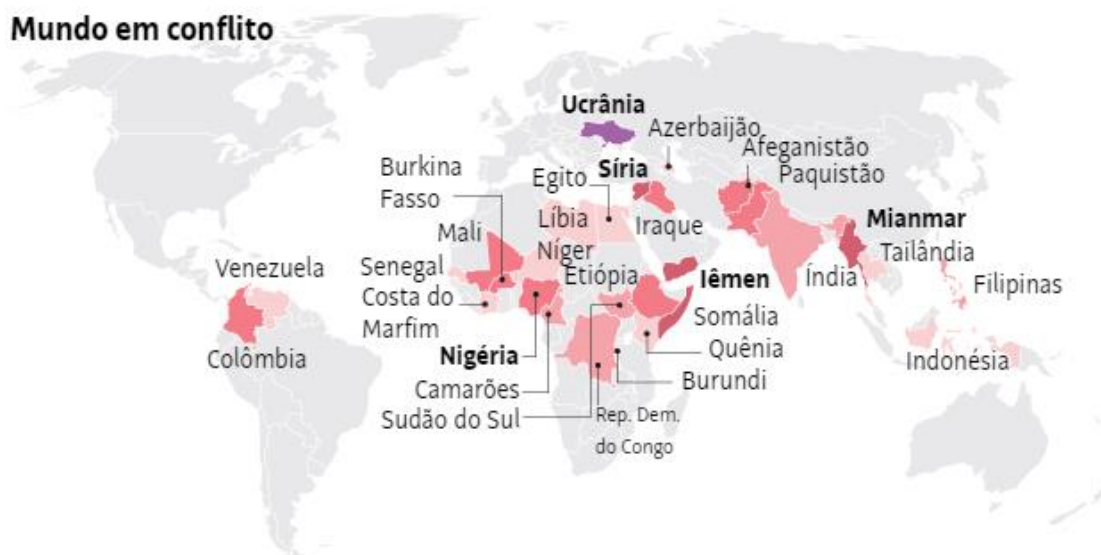 Mundo em conflito
Ucrânia
Azerbaijão
Afeganistão
Paquistão
Burkina
Fasso
Egito
Síria
Mali
Líbia
Iraque
Mianmar
Níger
Tailândia
Venezuela
Senegal
Etiópia
Iêmen
Índia
Filipinas
Costa do
Marfim
Somália
Colômbia
Nigéria
Quênia
Indonésia
Camarões
Burundi
Sudão do Sul
Rep. Dem.
do Congo